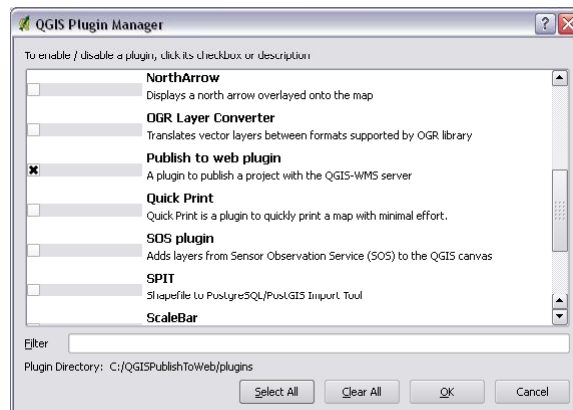 QGIS Plugin Manager
To enable / disable a plugin, click its checkbox or description
NorthArrow
Displays a north arrow overlayed onto the map
OGR Layer Converter
Translates vector layers between formats supported by OGR library
Publish to web plugin
A plugin to publish a project with the QGIS-WMS server
Quick Print
Quick Print is a plugin to quickly print a map with minimal effort.
SOS plugin
Adds layers from Sensor Observation Service (SOS) to the QGIS canvas
SPIT
Shapefile to PostgreSQL/PostGIS Import Tool
ScaleBar
Filter
Plugin Directory: C:/QGISPublishToWeb/plugins
Select All Clear All OK Cancel